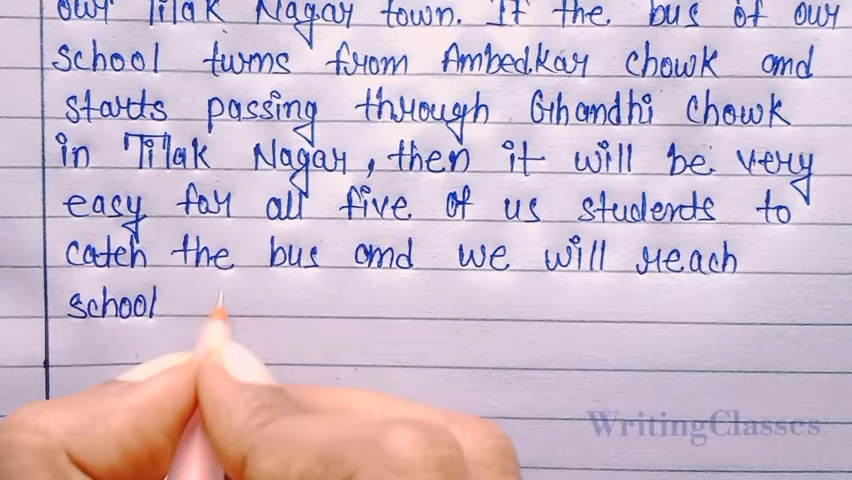 our Tilak Nagar town. If the bus of our
school turns from Ambedkar chowk and
starts passing through Ghandhi chowk
in Tilak Nagar, then it will be very
easy for all five of us students to
catch the bus and we will reach
school
WritingClasses